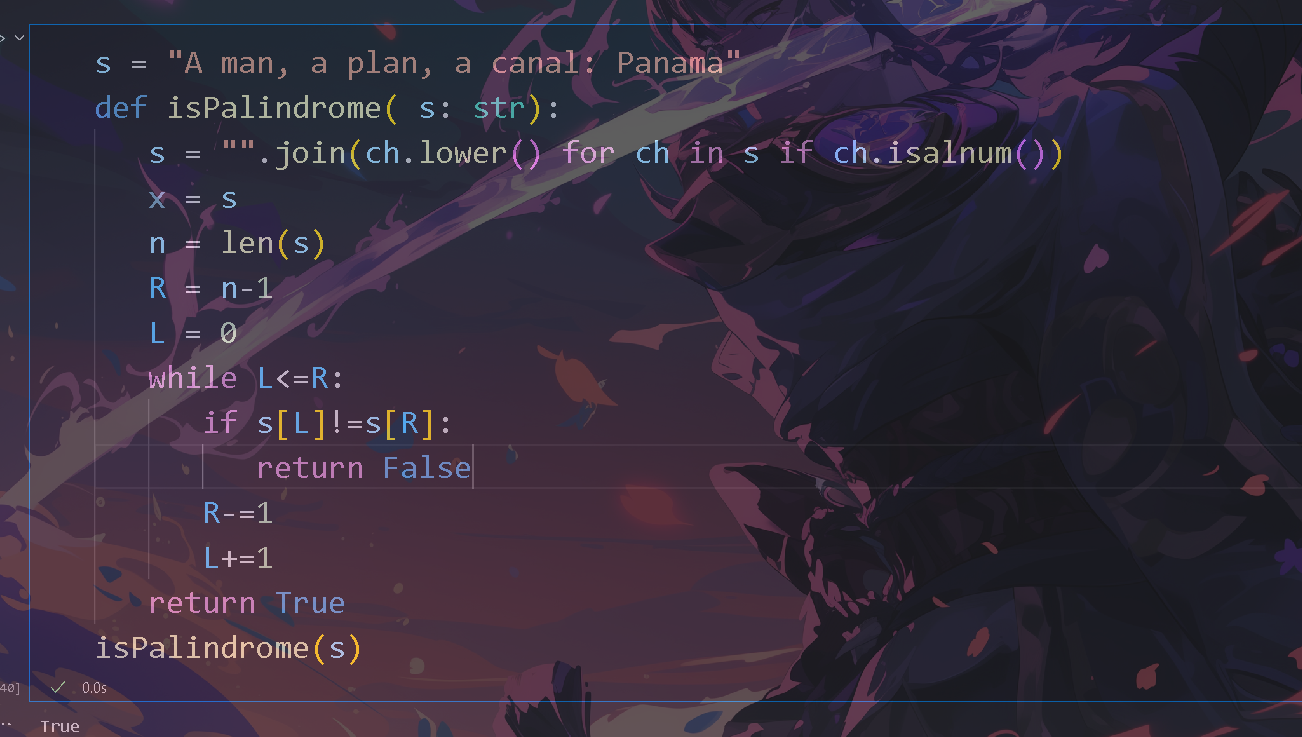 s = "A man, a plan, a canal: Panama"
def isPalindrome( s: str):
   s = "".join(ch.lower() for ch in s if ch.isalnum())
   x = s
   n = len(s)
   R = n-1
   L = 0
   while L<=R:
      if s[L]!=s[R]:
         return False
      R-=1
      L+=1
   return True
isPalindrome(s)
40] ✓ 0.0s
True